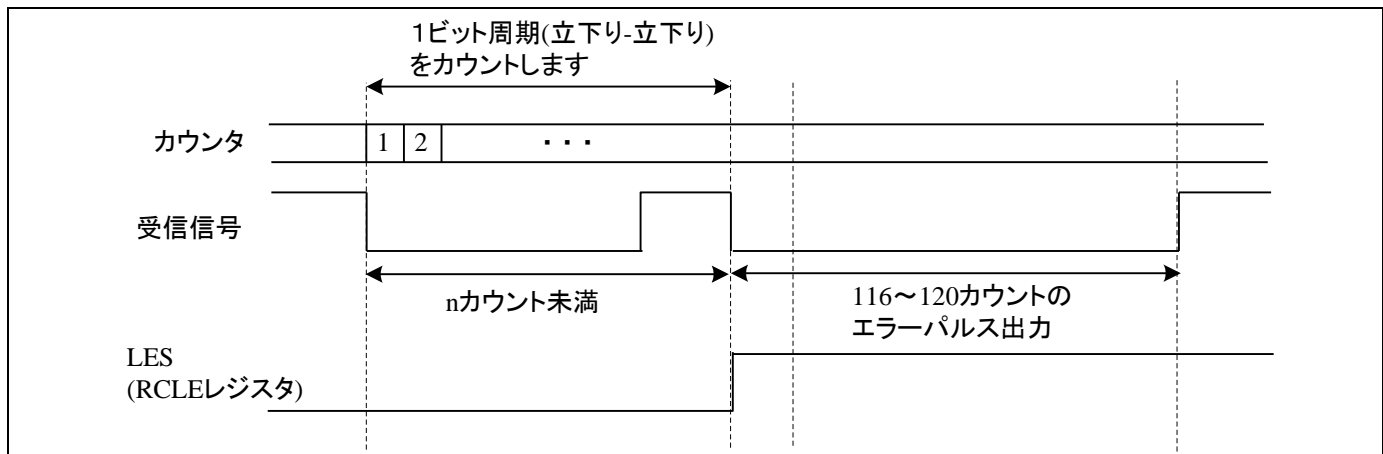 1ビット周期(立下り-立下り)
をカウントします
カウンタ
1 2 ・・・
受信信号
nカウント未満
116～120カウントの
エラーパルス出力
LES
(RCLEレジスタ)